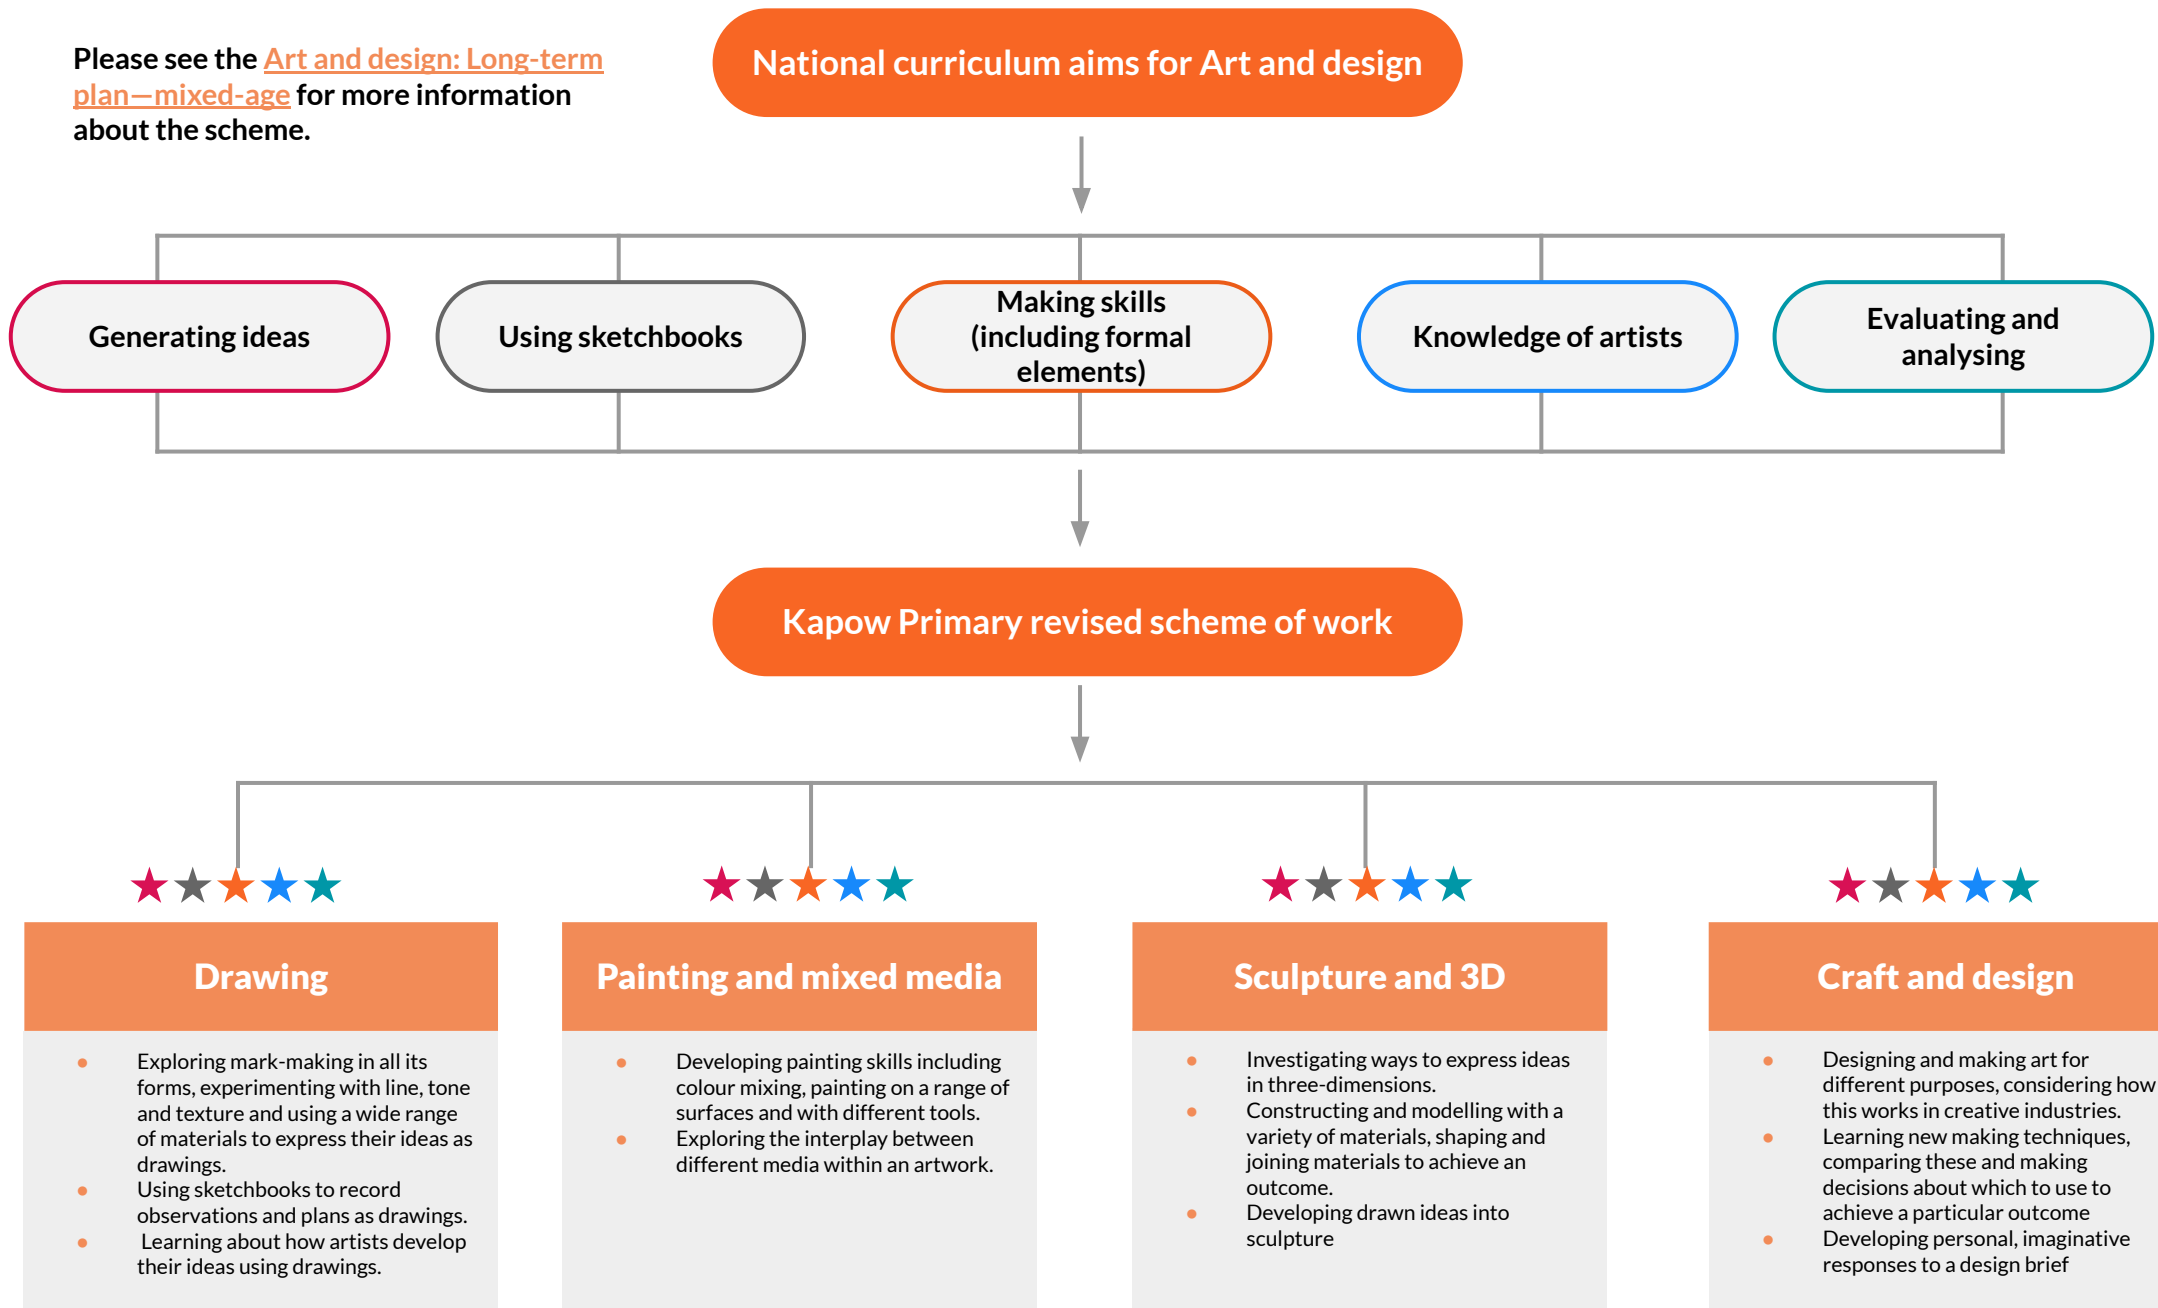 Please see the Art and design: Long-term
plan—mixed-age for more information
about the scheme.
National curriculum aims for Art and design
Generating ideas
Using sketchbooks
Making skills
(including formal
elements)
Knowledge of artists
Evaluating and
analysing
Kapow Primary revised scheme of work
Drawing
● Exploring mark-making in all its
forms, experimenting with line, tone
and texture and using a wide range
of materials to express their ideas as
drawings.
● Using sketchbooks to record
observations and plans as drawings.
● Learning about how artists develop
their ideas using drawings.
Painting and mixed media
● Developing painting skills including
colour mixing, painting on a range of
surfaces and with different tools.
● Exploring the interplay between
different media within an artwork.
Sculpture and 3D
● Investigating ways to express ideas
in three-dimensions.
● Constructing and modelling with a
variety of materials, shaping and
joining materials to achieve an
outcome.
● Developing drawn ideas into
sculpture
Craft and design
● Designing and making art for
different purposes, considering how
this works in creative industries.
● Learning new making techniques,
comparing these and making
decisions about which to use to
achieve a particular outcome
● Developing personal, imaginative
responses to a design brief